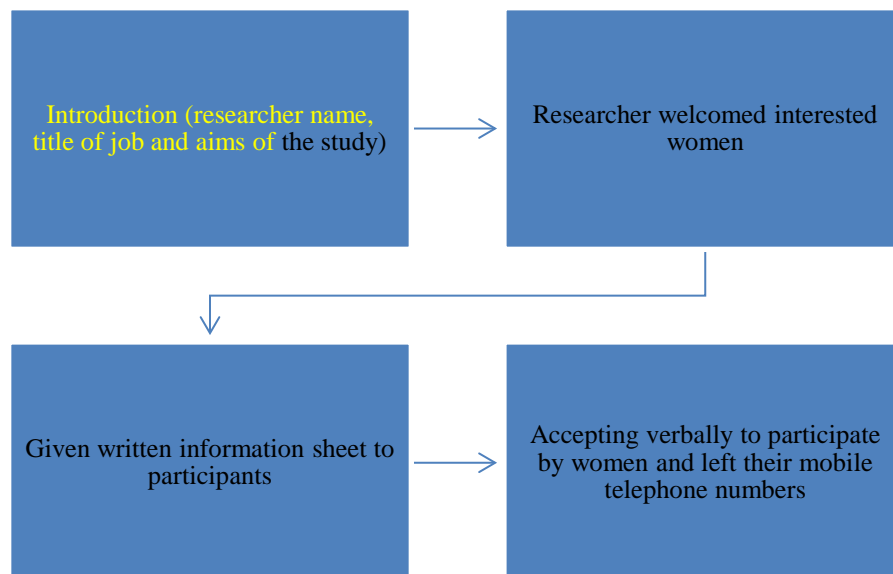 Introduction (researcher name,
title of job and aims of the study)
Researcher welcomed interested
women
Given written information sheet to
participants
Accepting verbally to participate
by women and left their mobile
telephone numbers